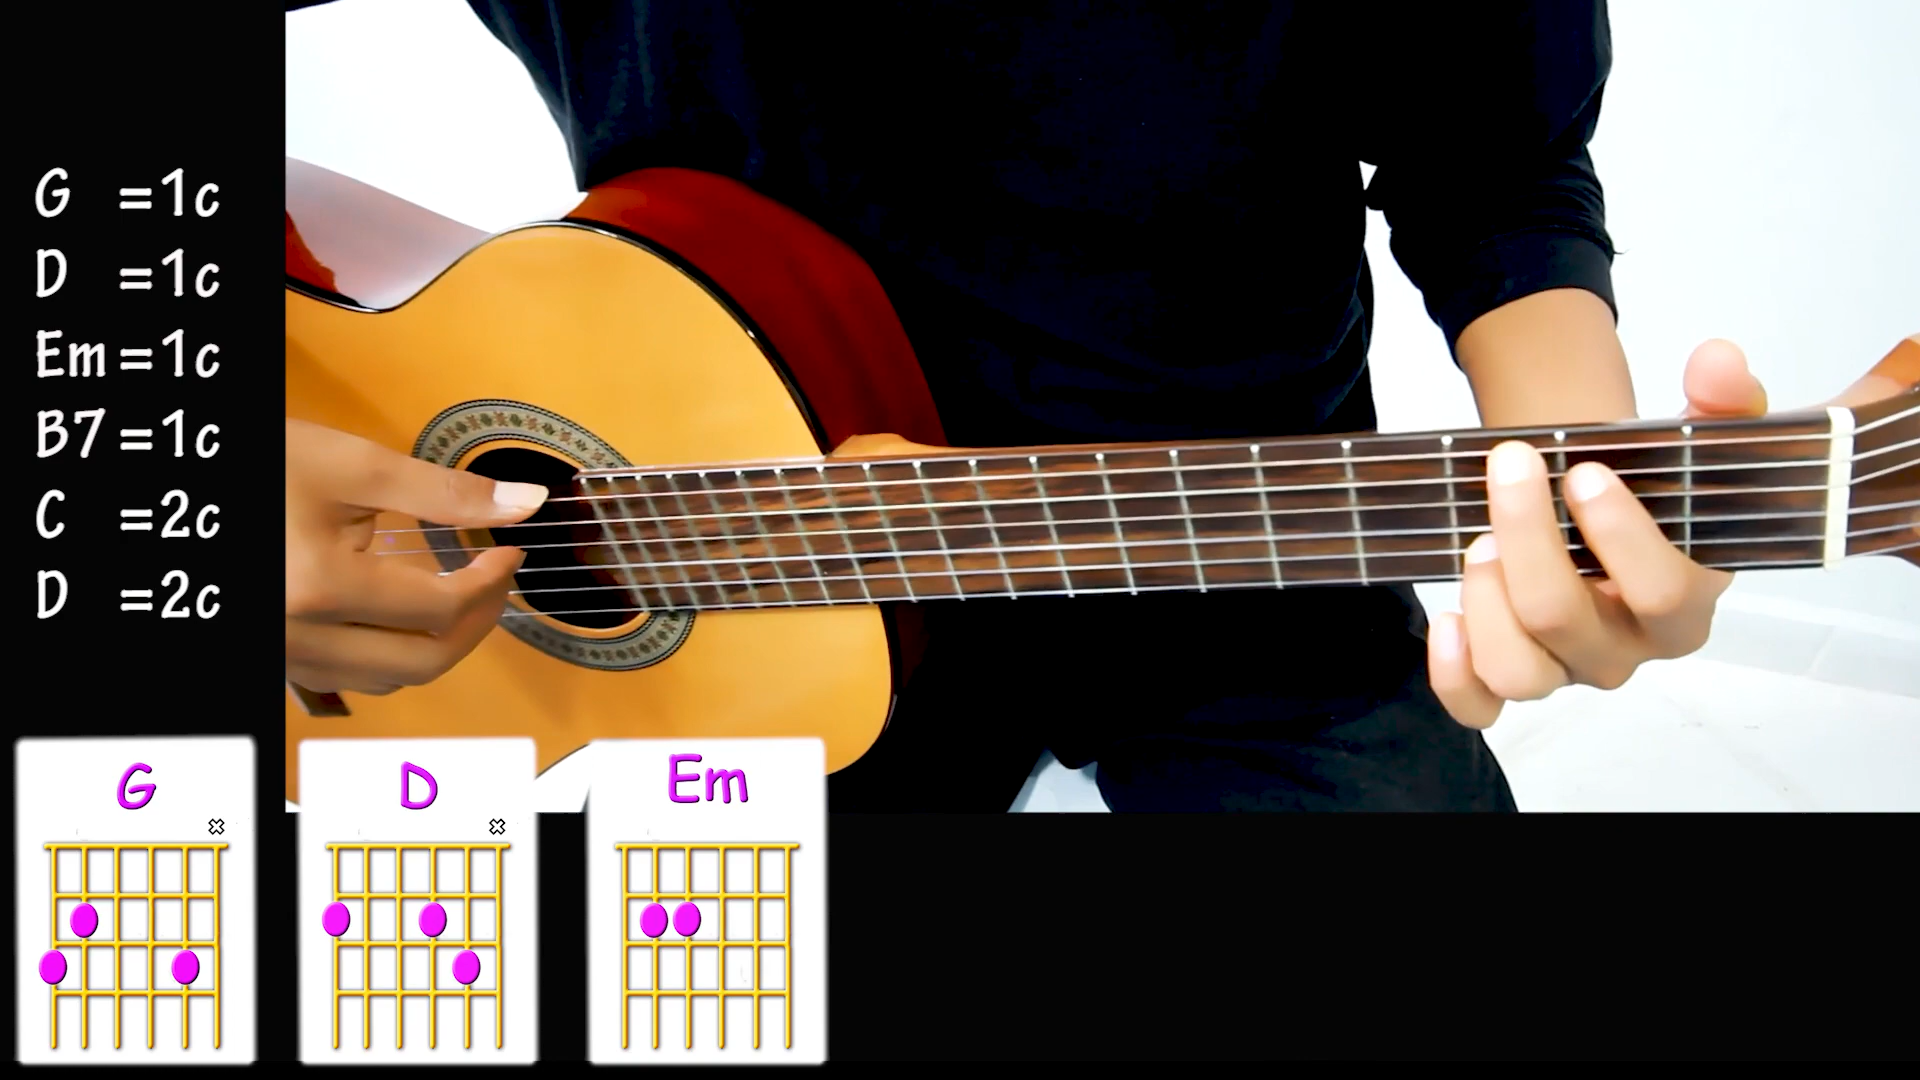 G =1c
D =1c
Em =1c
B7 =1c
C =2c
D =2c
G
D
Em